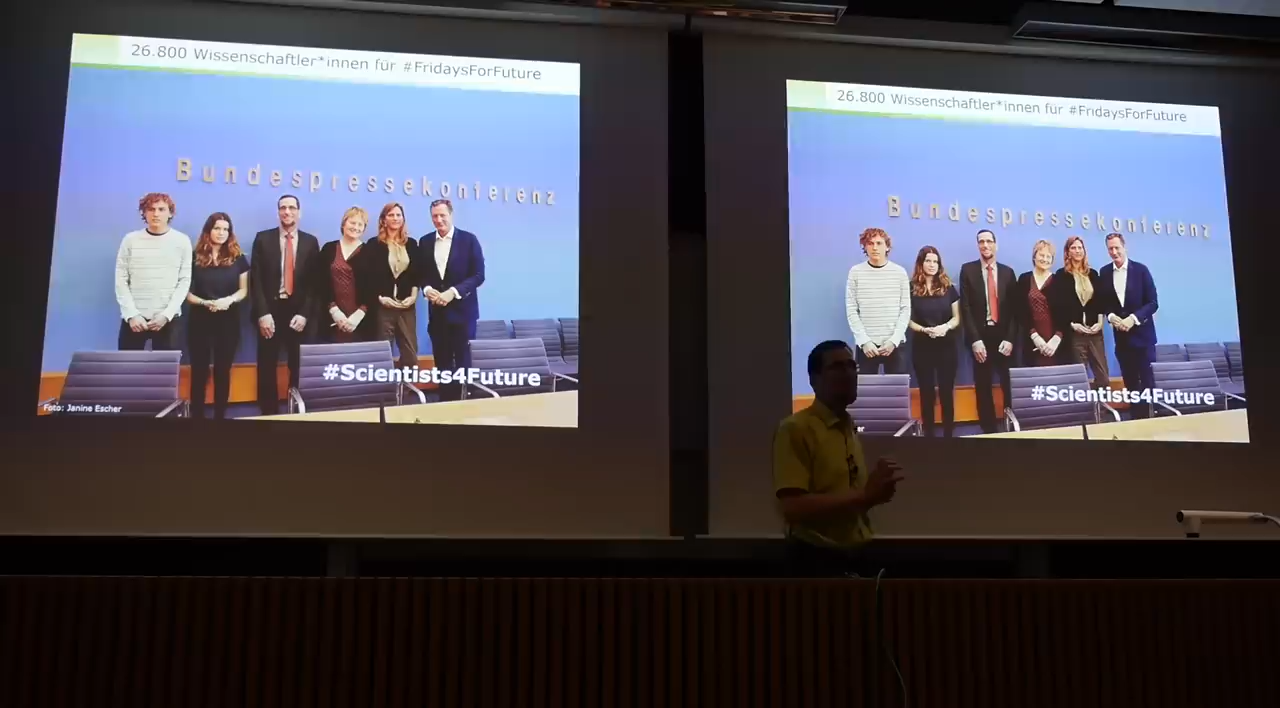 26.800 Wissenschaftler*innen für #FridaysForFuture
Bundespressekonferenz
#Scientists4Future
Foto: Janine Escher
26.800 Wissenschaftler*innen für #FridaysForFuture
Bundespressekonferenz
#Scientists4Future